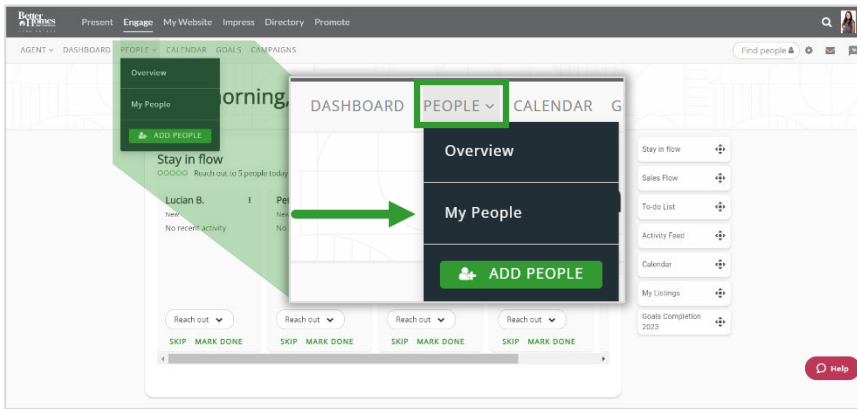 Better Homes
Present Engage My Website Impress Directory Promote
AGENT DASHBOARD PEOPLE CALENDAR GOALS CAMPAIGNS
Find people
Overview
My People
ADD PEOPLE
orning,
DASHBOARD PEOPLE CALENDAR G
Overview
My People
ADD PEOPLE
Stay in flow
Reach out to 5 people today
Lucian B.
New
No recent activity
Pe
New
No
Reach out
Reach out
Reach out
Reach out
SKIP MARK DONE
SKIP MARK DONE
SKIP MARK DONE
SKIP MARK DONE
Stay in flow
Sales Flow
To-do List
Activity Feed
Calendar
My Listings
Goals Completion
2023
Help